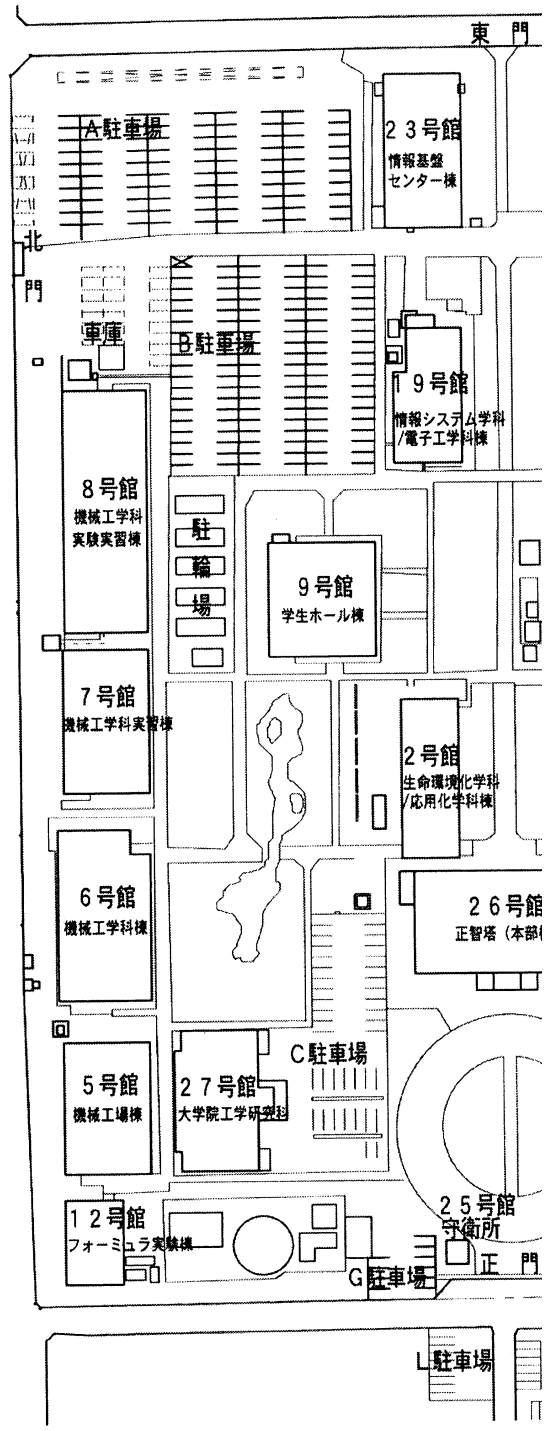 東門
A駐車場
23号館
情報基盤
センター棟
北門
車庫
B駐車場
19号館
情報システム学科
/電子工学科棟
8号館
機械工学科
実験実習棟
駐輪場
9号館
学生ホール棟
7号館
機械工学科実習棟
2号館
生命環境化学科
/応用化学科棟
6号館
機械工学科棟
26号館
正智塔（本部
C駐車場
5号館
機械工場棟
27号館
大学院工学研究科
12号館
フォーミュラ実験棟
25号館
守衛所
正門
G駐車場
L駐車場